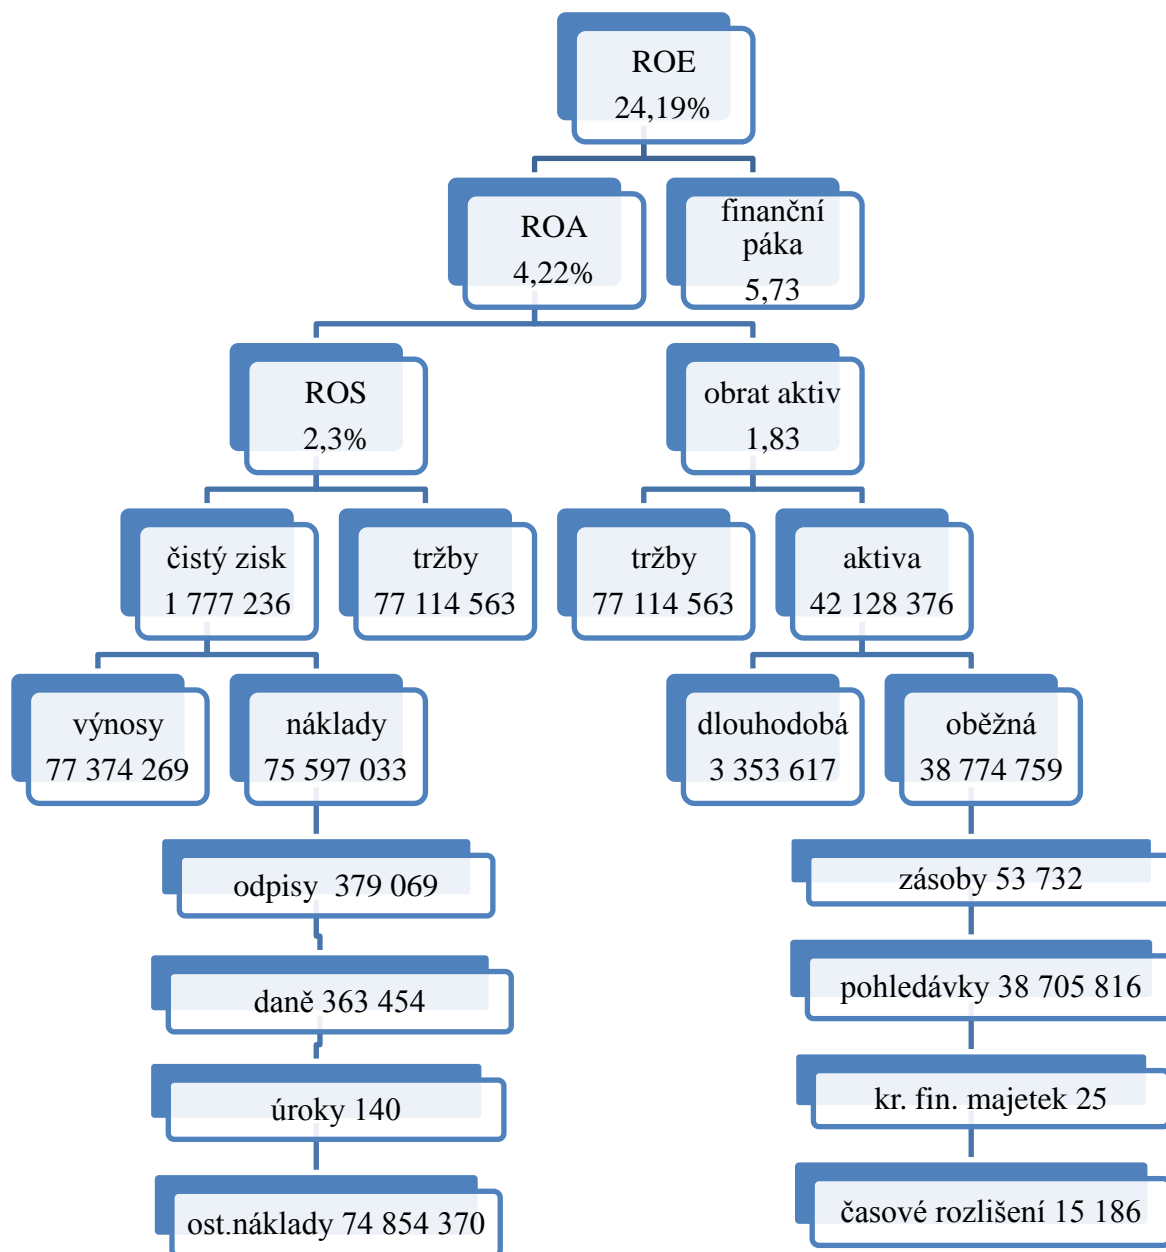 ROE
24,19%
ROA
4,22%
finanční
páka
5,73
ROS
2,3%
obrat aktiv
1,83
čistý zisk
1 777 236
tržby
77 114 563
tržby
77 114 563
aktiva
42 128 376
výnosy
77 374 269
náklady
75 597 033
dlouhodobá
3 353 617
oběžná
38 774 759
odpisy  379 069
zásoby 53 732
daně 363 454
pohledávky 38 705 816
úroky 140
kr. fin. majetek 25
ost.náklady 74 854 370
časové rozlišení 15 186